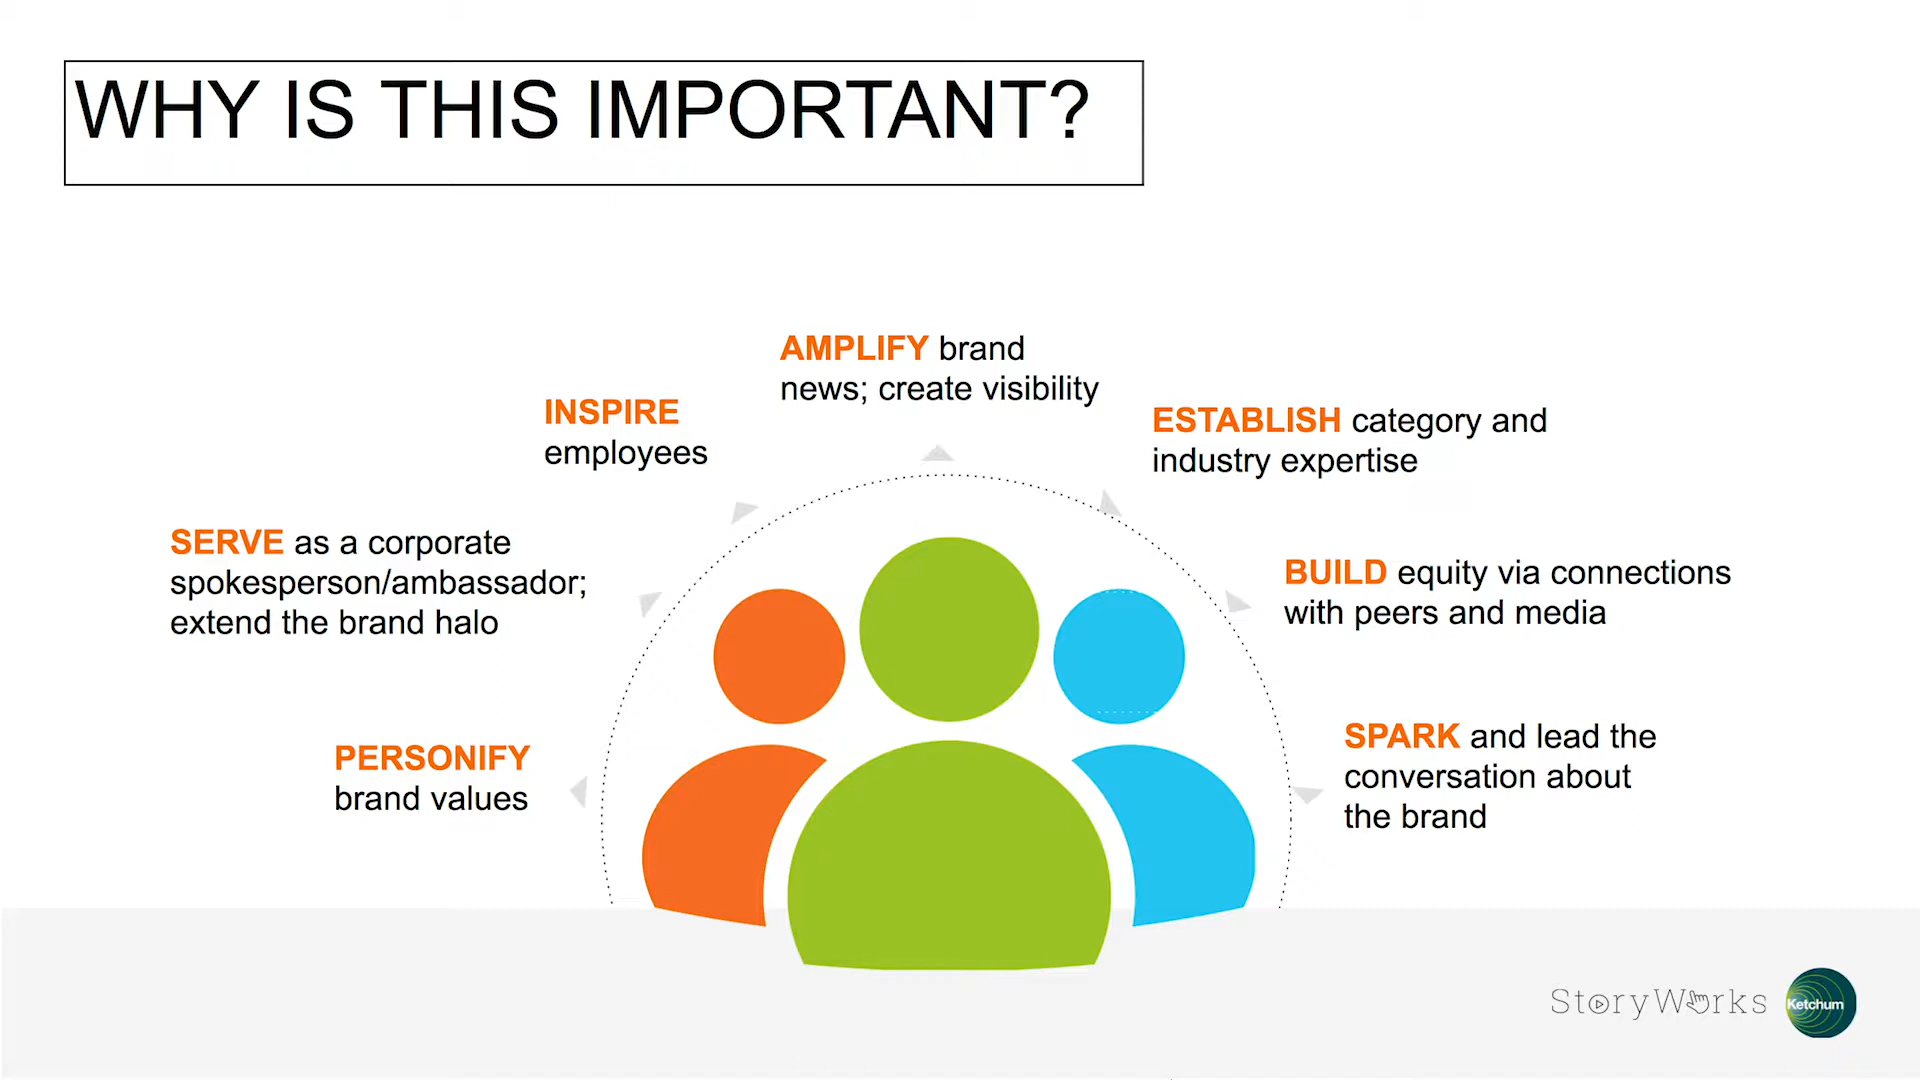 WHY IS THIS IMPORTANT?
AMPLIFY brand
news; create visibility
INSPIRE
employees
ESTABLISH category and
industry expertise
SERVE as a corporate
spokesperson/ambassador;
extend the brand halo
BUILD equity via connections
with peers and media
PERSONIFY
brand values
SPARK and lead the
conversation about
the brand
StoryWorks
Ketchum